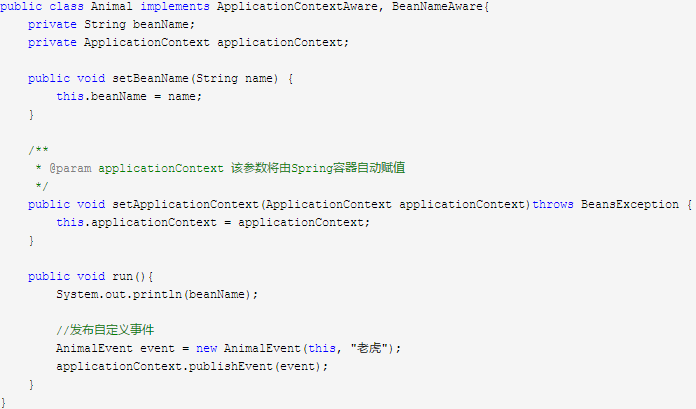 public class Animal implements ApplicationContextAware, BeanNameAware{
    private String beanName;
    private ApplicationContext applicationContext;

    public void setBeanName(String name) {
        this.beanName = name;
    }

    /**
     * @param applicationContext 该参数将由Spring容器自动赋值
     */
    public void setApplicationContext(ApplicationContext applicationContext)throws BeansException {
        this.applicationContext = applicationContext;
    }

    public void run(){
        System.out.println(beanName);

        //发布自定义事件
        AnimalEvent event = new AnimalEvent(this, "老虎");
        applicationContext.publishEvent(event);
    }
}